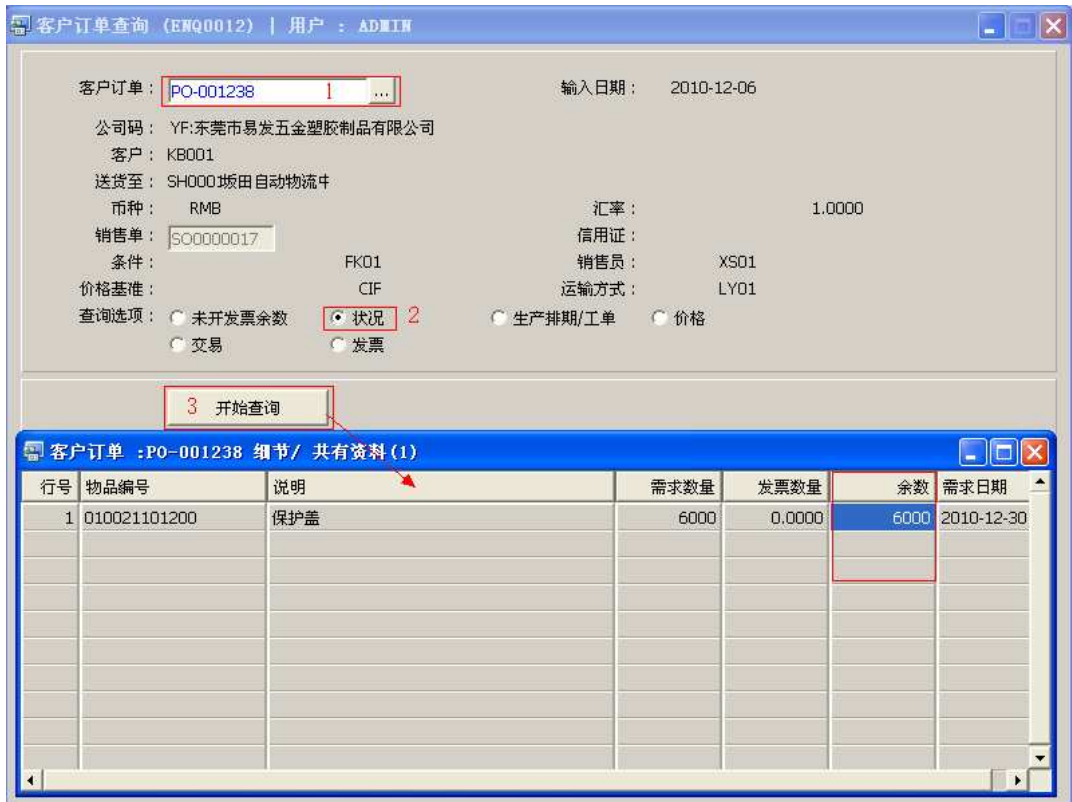 客户订单查询 (ENQ0012) | 用户 : ADMIN
客户订单： PO-001238 1 ... 输入日期： 2010-12-06
公司码： YF:东莞市易发五金塑胶制品有限公司
客户： KB001
送货至： SH0001坂田自动物流中
币种： RMB 汇率： 1.0000
销售单： SO0000017 信用证：
条件： FK01 销售员： XS01
价格基准： CIF 运输方式： LY01
查询选项： 未开发票余数 状况 2 生产排期/工单 价格
交易 发票
3 开始查询
客户订单 :PO-001238 细节/ 共有资料(1)
行号 物品编号 说明 需求数量 发票数量 余数 需求日期
1 010021101200 保护盖 6000 0.0000 6000 2010-12-30